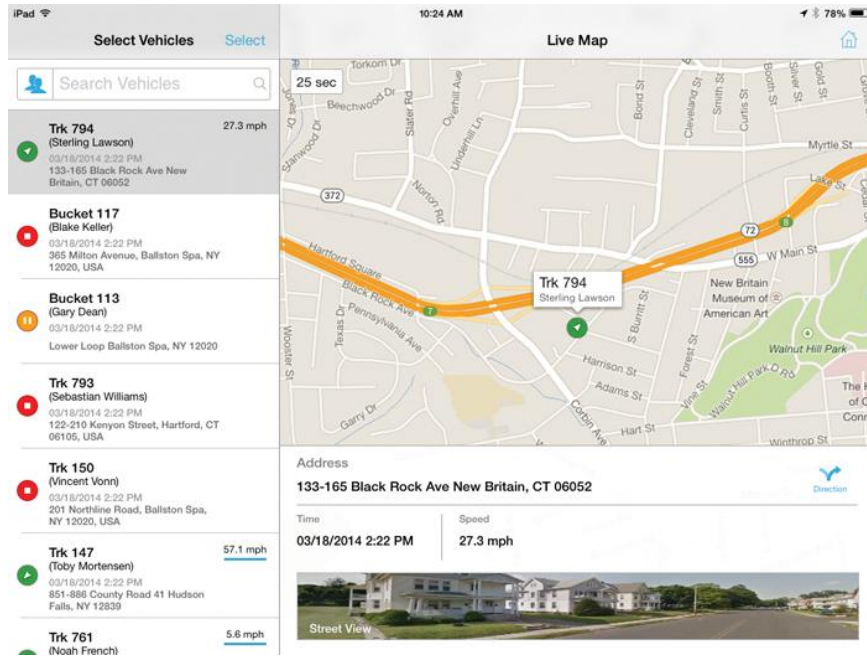 iPad
10:24 AM
78%
Select Vehicles
Select
Live Map
Search Vehicles
Trk 794
27.3 mph
(Sterling Lawson)
03/18/2014 2:22 PM
133-165 Black Rock Ave New
Britain, CT 06052
Bucket 117
(Blake Keller)
03/18/2014 2:22 PM
365 Milton Avenue, Ballston Spa, NY
12020, USA
Bucket 113
(Gary Dean)
03/18/2014 2:22 PM
Lower Loop Ballston Spa, NY 12020
Trk 793
(Sebastian Williams)
03/18/2014 2:22 PM
122-210 Kenyon Street, Hartford, CT
06105, USA
Trk 150
(Vincent Vonn)
03/18/2014 2:22 PM
201 Northline Road, Ballston Spa,
NY 12020, USA
Trk 147
57.1 mph
(Toby Mortensen)
03/18/2014 2:22 PM
851-886 County Road 41 Hudson
Falls, NY 12839
Trk 761
5.6 mph
(Noah French)
25 sec
Torkom Dr
Beechwood Dr
Stanwood Dr
Slater Rd
Overhill Ave
Underhill Ln
Norton Rd
Bond St
Cleveland St
Smith St
Curtis St
Booth St
Silver St
Gold St
Myrtle St
Lake St
372
72
8
555
W Main St
Hartford Square
Black Rock Ave
7
Pennsylvania Ave
Texas Dr
Wooster St
Garry Dr
Trk 794
Sterling Lawson
New Britain
Museum of
American Art
Walnut Hill Park
Walnut Hill Park D Rd
S Burritt St
Forest St
Vine St
Harrison St
Adams St
Corbin Ave
Hart St
Winthrop St
The
of C
Conn
Address
133-165 Black Rock Ave New Britain, CT 06052
Direction
Time
03/18/2014 2:22 PM
Speed
27.3 mph
Street View